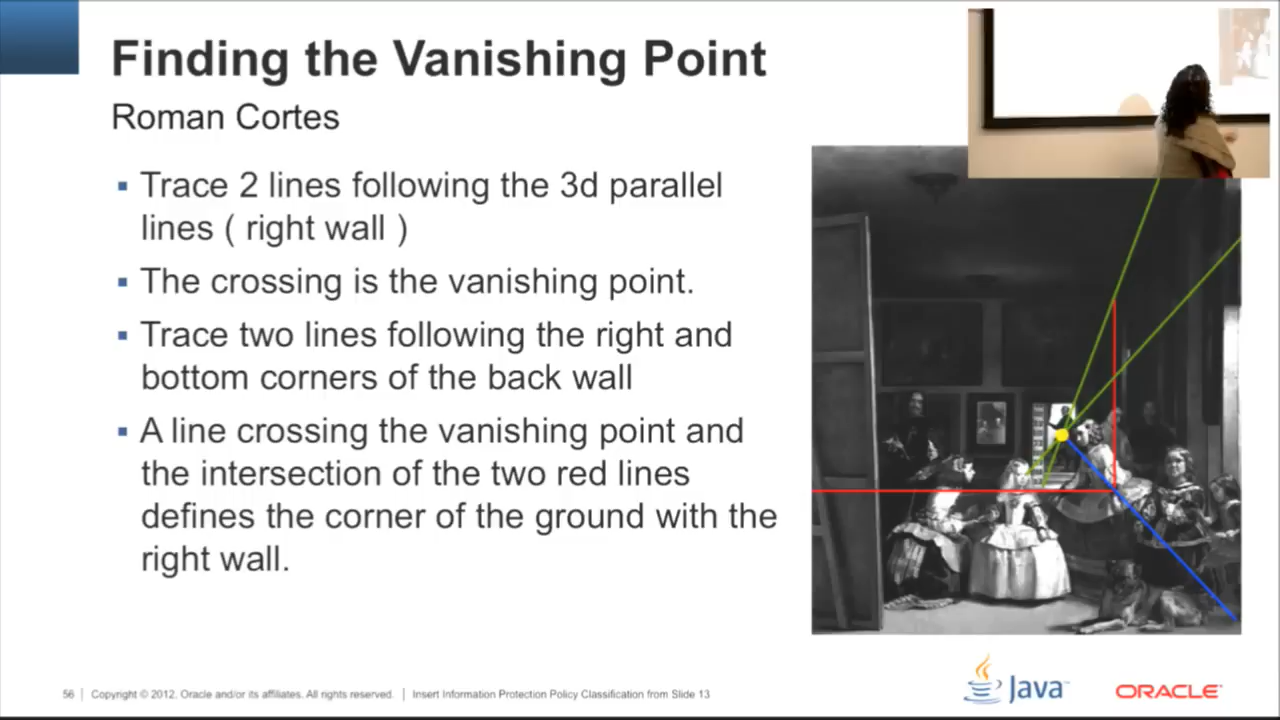 Finding the Vanishing Point
Roman Cortes
Trace 2 lines following the 3d parallel
lines ( right wall )
The crossing is the vanishing point.
Trace two lines following the right and
bottom corners of the back wall
A line crossing the vanishing point and
the intersection of the two red lines
defines the corner of the ground with the
right wall.
56 | Copyright © 2012. Oracle and/or its affiliates. All rights reserved. | Insert Information Protection Policy Classification from Slide 13
Java™
ORACLE